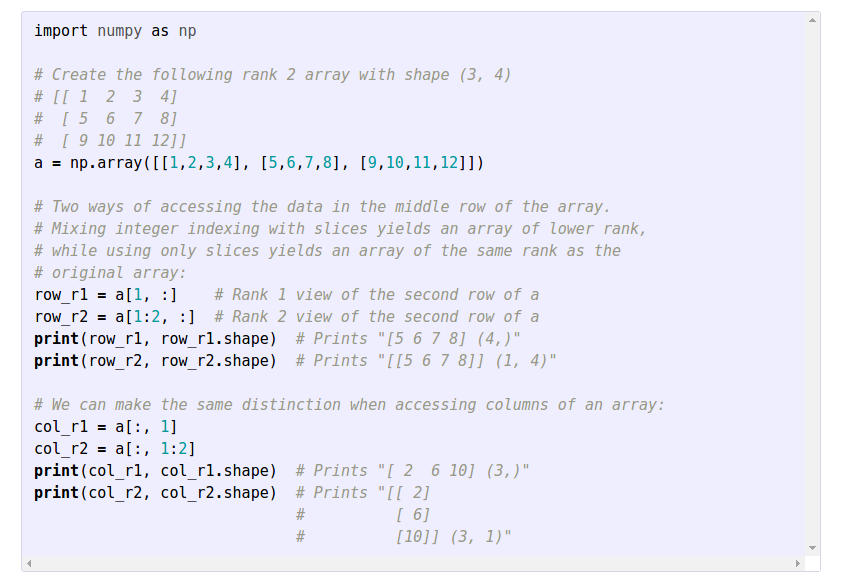 import numpy as np
# Create the following rank 2 array with shape (3, 4)
# [[ 1  2  3  4]
#  [ 5  6  7  8]
#  [ 9 10 11 12]]
a = np.array([[1,2,3,4], [5,6,7,8], [9,10,11,12]])
# Two ways of accessing the data in the middle row of the array.
# Mixing integer indexing with slices yields an array of lower rank,
# while using only slices yields an array of the same rank as the
# original array:
row_r1 = a[1, :]    # Rank 1 view of the second row of a
row_r2 = a[1:2, :]  # Rank 2 view of the second row of a
print(row_r1, row_r1.shape)  # Prints "[5 6 7 8] (4,)"
print(row_r2, row_r2.shape)  # Prints "[[5 6 7 8]] (1, 4)"
# We can make the same distinction when accessing columns of an array:
col_r1 = a[:, 1]
col_r2 = a[:, 1:2]
print(col_r1, col_r1.shape)  # Prints "[ 2  6 10] (3,)"
print(col_r2, col_r2.shape)  # Prints "[[ 2]
                             #          [ 6]
                             #          [10]] (3, 1)"